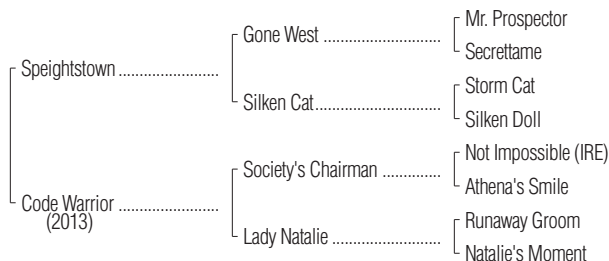 Mr. Prospector
Gone West ..............................
Secrettame
Speightstown .........................
Storm Cat
Silken Cat................................
Silken Doll
Not Impossible (IRE)
Society's Chairman ..............
Athena's Smile
Code Warrior .........................
(2013)
Runaway Groom
Lady Natalie ...........................
Natalie's Moment